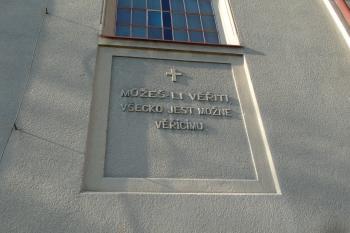 MŮŽEŠ-LI VĚŘITI,
VŠECKO JEST MOŽNÉ
VĚŘÍCÍMU